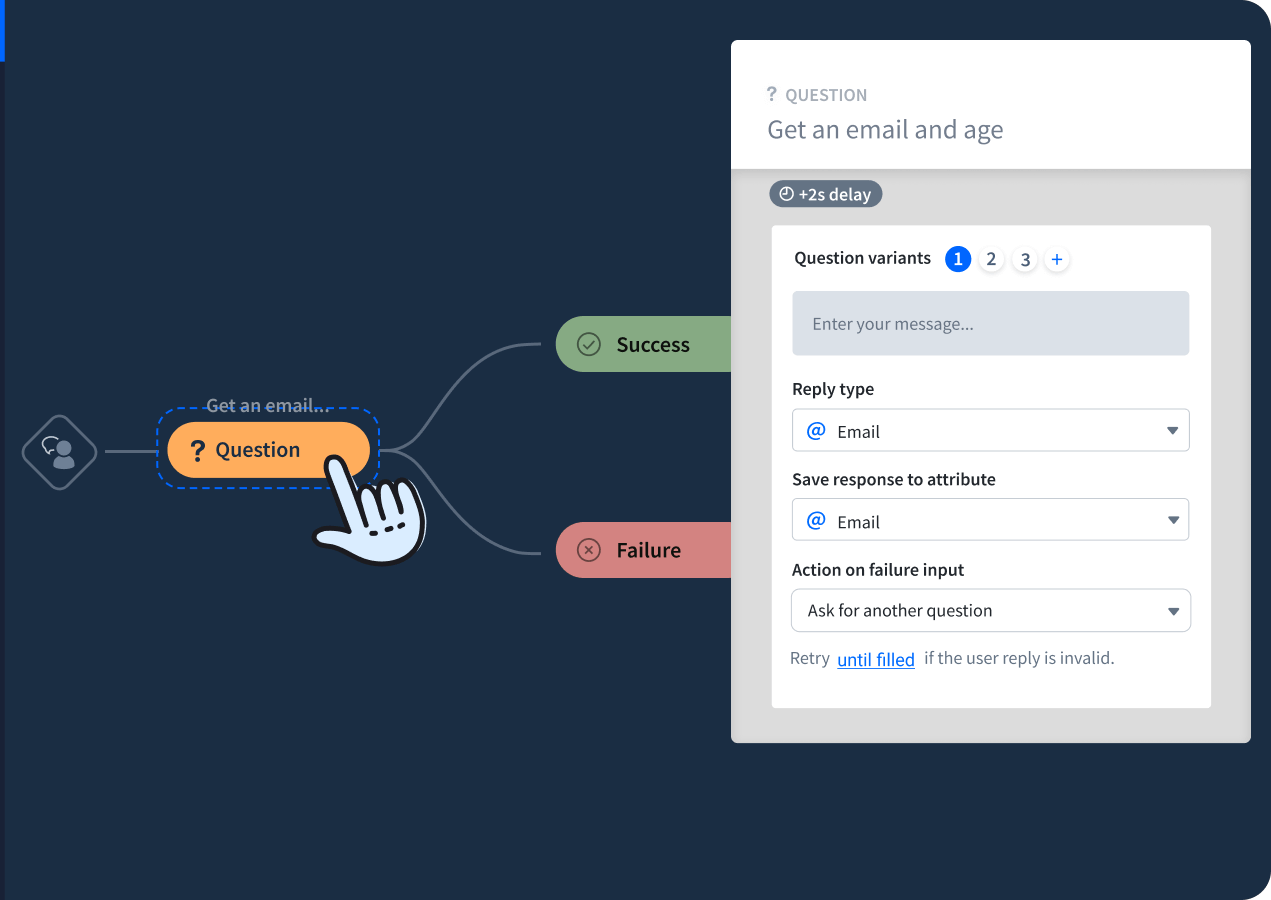 ? QUESTION
Get an email and age
+2s delay
Question variants 1 2 3 +
Enter your message...
Reply type
@ Email
Save response to attribute
@ Email
Action on failure input
Ask for another question
Retry until filled if the user reply is invalid.
Get an email...
? Question
Success
Failure